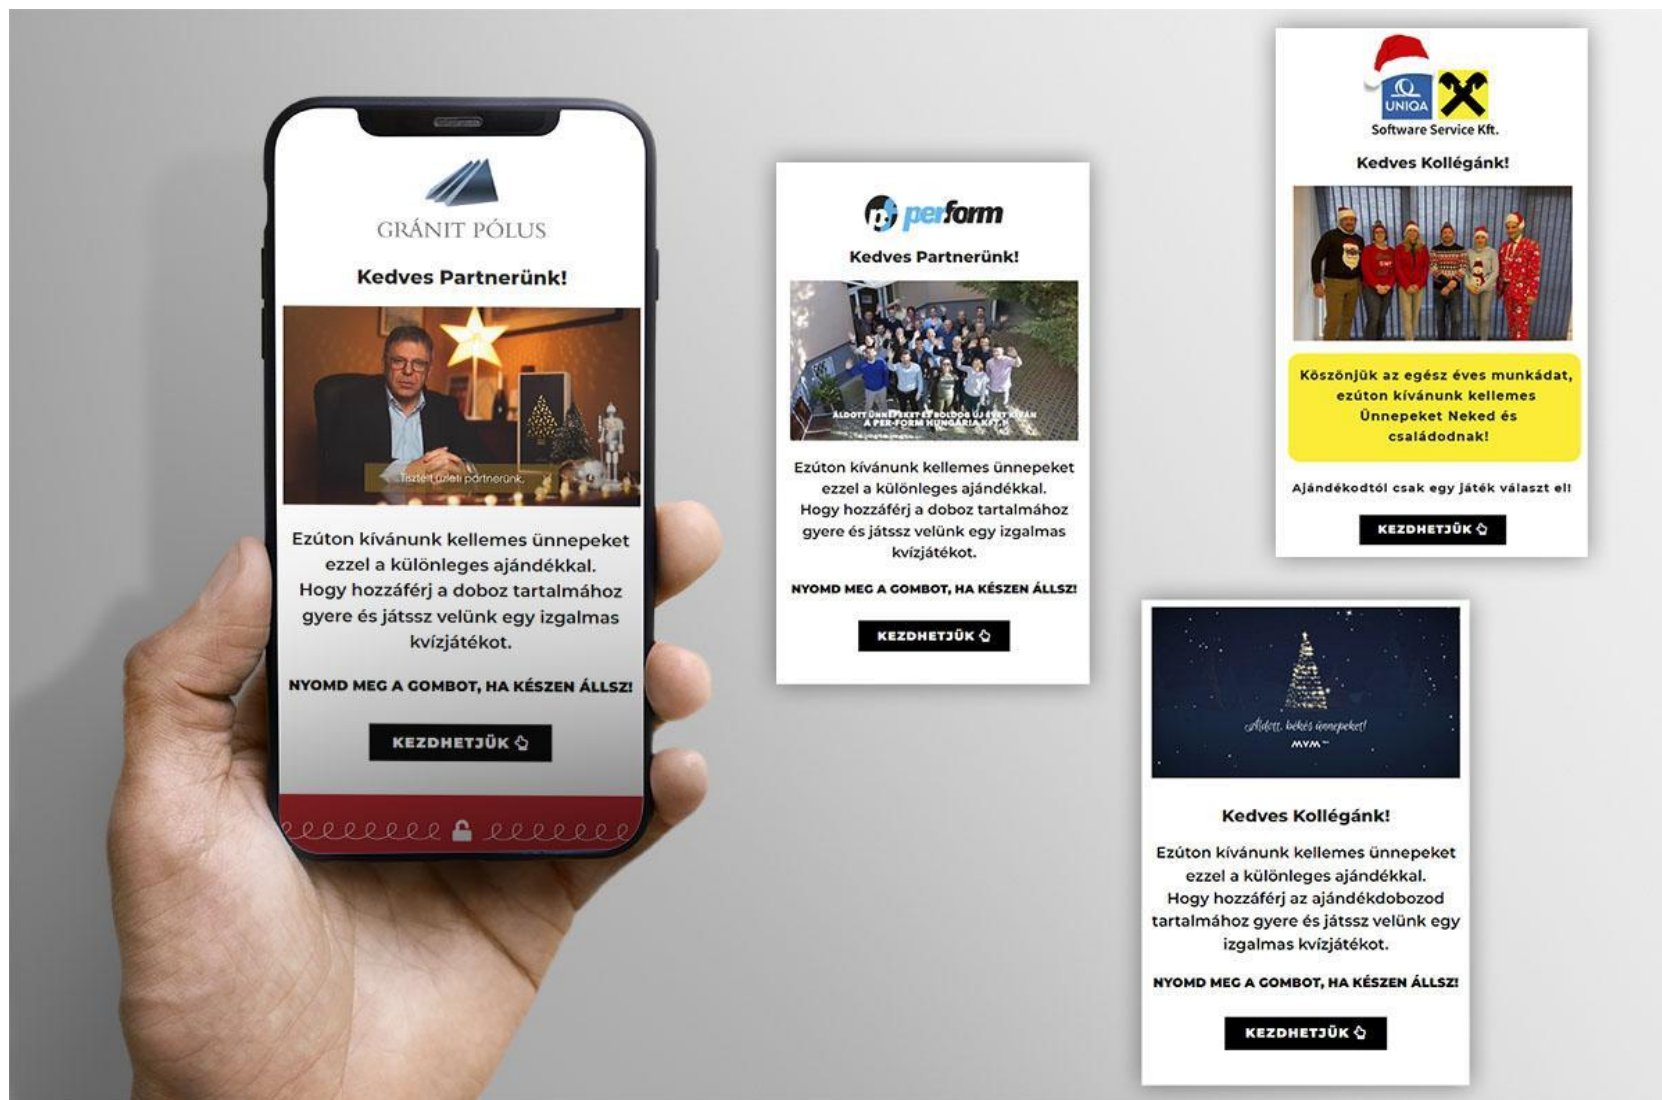 GRÁNIT PÓLUS
Kedves Partnerünk!
Tisztelt üzleti partnerünk,
Ezúton kívánunk kellemes ünnepeket
ezzel a különleges ajándékkal.
Hogy hozzáférj a doboz tartalmához
gyere és játssz velünk egy izgalmas
kvízjátékot.
NYOMD MEG A GOMBOT, HA KÉSZEN ÁLLSZ!
KEZDHETJÜK
perform
Kedves Partnerünk!
ÁLDOTT ÜNNEPEKET ÉS BOLDOG ÚJ ÉVET KÍVÁN
A PER-FORM HUNGÁRIA KFT.!
Ezúton kívánunk kellemes ünnepeket
ezzel a különleges ajándékkal.
Hogy hozzáférj a doboz tartalmához
gyere és játssz velünk egy izgalmas
kvízjátékot.
NYOMD MEG A GOMBOT, HA KÉSZEN ÁLLSZ!
KEZDHETJÜK
UNIQA
Software Service Kft.
Kedves Kollégánk!
Köszönjük az egész éves munkádat,
ezúton kívánunk kellemes
Ünnepeket Neked és
családodnak!
Ajándékodtól csak egy játék választ el!
KEZDHETJÜK
Áldott, békés ünnepeket!
MVM
Kedves Kollégánk!
Ezúton kívánunk kellemes ünnepeket
ezzel a különleges ajándékkal.
Hogy hozzáférj az ajándékdobozod
tartalmához gyere és játssz velünk egy
izgalmas kvízjátékot.
NYOMD MEG A GOMBOT, HA KÉSZEN ÁLLSZ!
KEZDHETJÜK